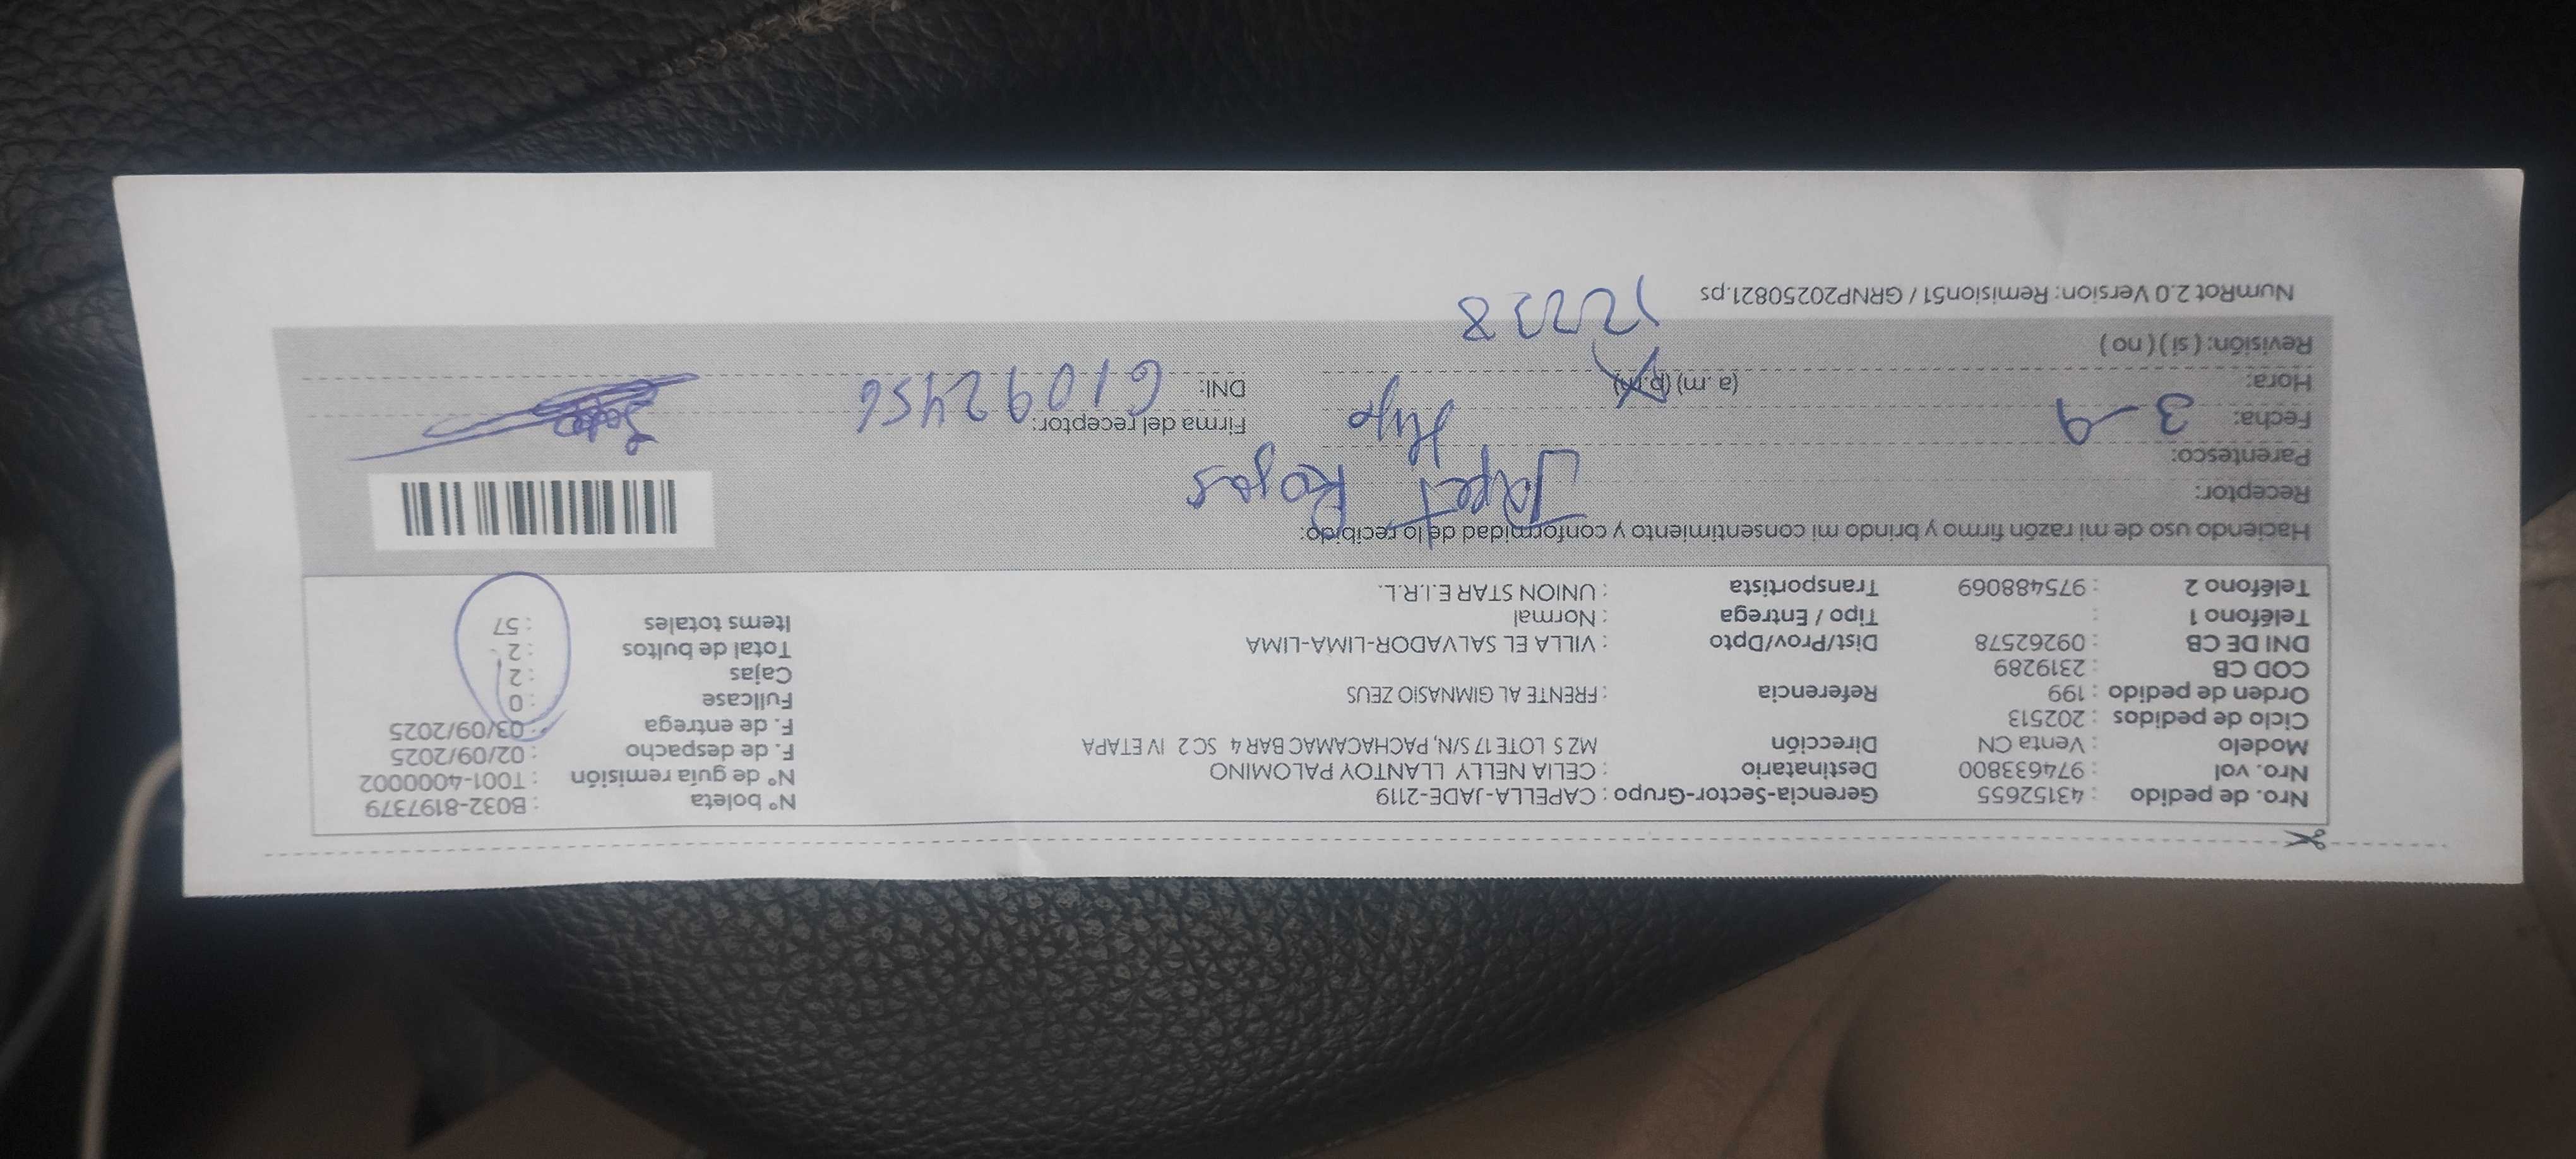 Nro. de pedido : 43152655 Gerencia-Sector-Grupo : CAPELLA-JADE-2119 N° boleta : B032-8197379
Nro. vol : 974633800 Destinatario : CELIA NELLY LLANTOY PALOMINO N° de guía remisión : T001-4000002
Modelo : Venta CN Dirección MZ S LOTE 17 S/N, PACHACAMAC BAR 4 SC 2 IV ETAPA F. de despacho : 02/09/2025
Ciclo de pedidos : 202513 F. de entrega : 03/09/2025
Orden de pedido : 199 Referencia : FRENTE AL GIMNASIO ZEUS Fullcase : 0
COD CB : 2319289 Cajas : 2
DNI DE CB : 09262578 Dist/Prov/Dpto : VILLA EL SALVADOR-LIMA-LIMA Total de bultos : 2
Teléfono 1 : Tipo / Entrega : Normal Items totales : 57
Teléfono 2 : 975488069 Transportista : UNION STAR E.I.R.L.
Haciendo uso de mi razón firmo y brindo mi consentimiento y conformidad de lo recibido:
Receptor: Japet Rojas
Parentesco: Hijo
Fecha: 3-9 Firma del receptor:
Hora: (a. m) (p.m) DNI: 61092456
Revisión: ( si ) ( no )
NumRot 2.0 Version: Remision51 / GRNP20250821.ps